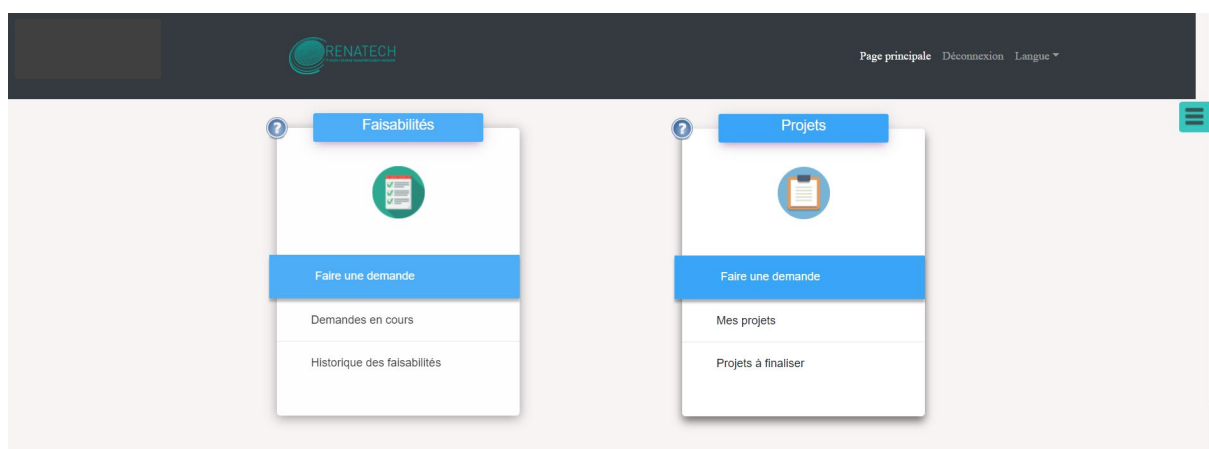 RENATECH
Page principale Déconnexion Langue
Faisabilités
Projets
Faire une demande
Demandes en cours
Historique des faisabilités
Faire une demande
Mes projets
Projets à finaliser